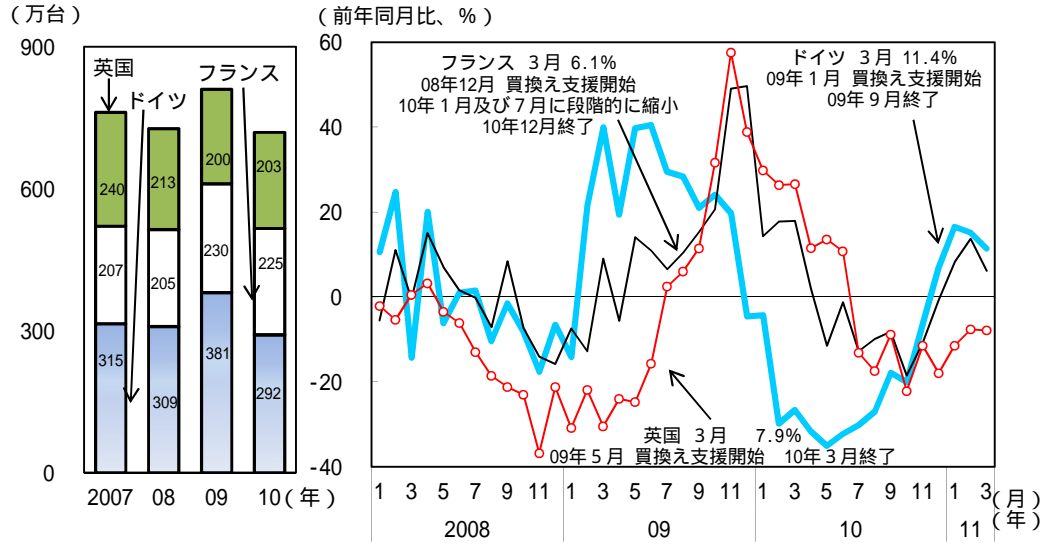 (万台)
900
600
300
0
英国
ドイツ
フランス
240
207
315
213
205
309
200
230
381
203
225
292
2007 08 09 10 (年)
(前年同月比、%)
60
40
20
0
-20
-40
フランス 3月 6.1%
08年12月 買換え支援開始
10年1月及び7月に段階的に縮小
10年12月終了
ドイツ 3月 11.4%
09年1月 買換え支援開始
09年9月終了
英国 3月 7.9%
09年5月 買換え支援開始 10年3月終了
1 3 5 7 9 11 1 3 5 7 9 11 1 3 5 7 9 11 1 3 (月)
2008 09 10 11 (年)